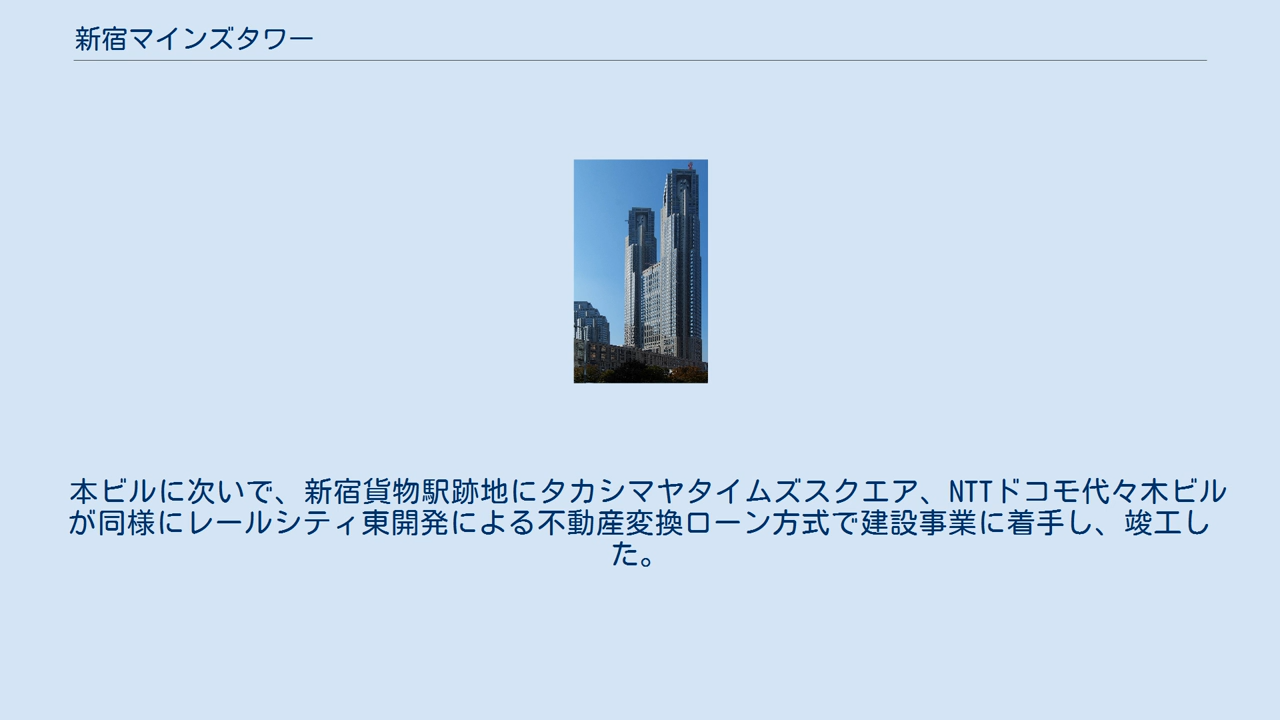 新宿マインズタワー
本ビルに次いで、新宿貨物駅跡地にタカシマヤタイムズスクエア、NTTドコモ代々木ビル
が同様にレールシティ東開発による不動産変換ローン方式で建設事業に着手し、竣工し
た。